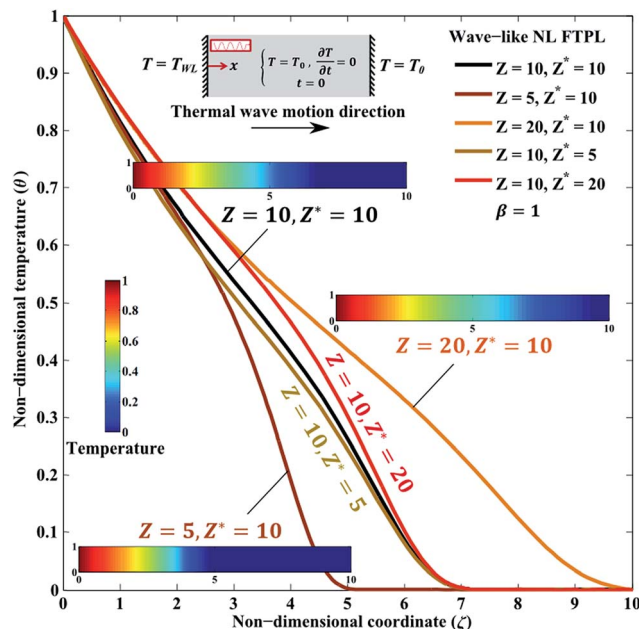 Wave−like NL FTPL
Z = 10, Z* = 10
Z = 5, Z* = 10
Z = 20, Z* = 10
Z = 10, Z* = 5
Z = 10, Z* = 20
β = 1
T = T_WL
x
T = T_0 , ∂T/∂t = 0
t = 0
T = T_0
Thermal wave motion direction
1
0
0 5 10
Z = 10, Z* = 10
1
0
0 5 10
Z = 20, Z* = 10
1
0.8
0.6
0.4
0.2
0
Temperature
Z = 10, Z* = 20
Z = 10, Z* = 5
Z = 5, Z* = 10
1
0
0 5 10
1
0.9
0.8
0.7
0.6
0.5
0.4
0.3
0.2
0.1
0
Non−dimensional temperature (θ)
0 1 2 3 4 5 6 7 8 9 10
Non−dimensional coordinate (ζ)